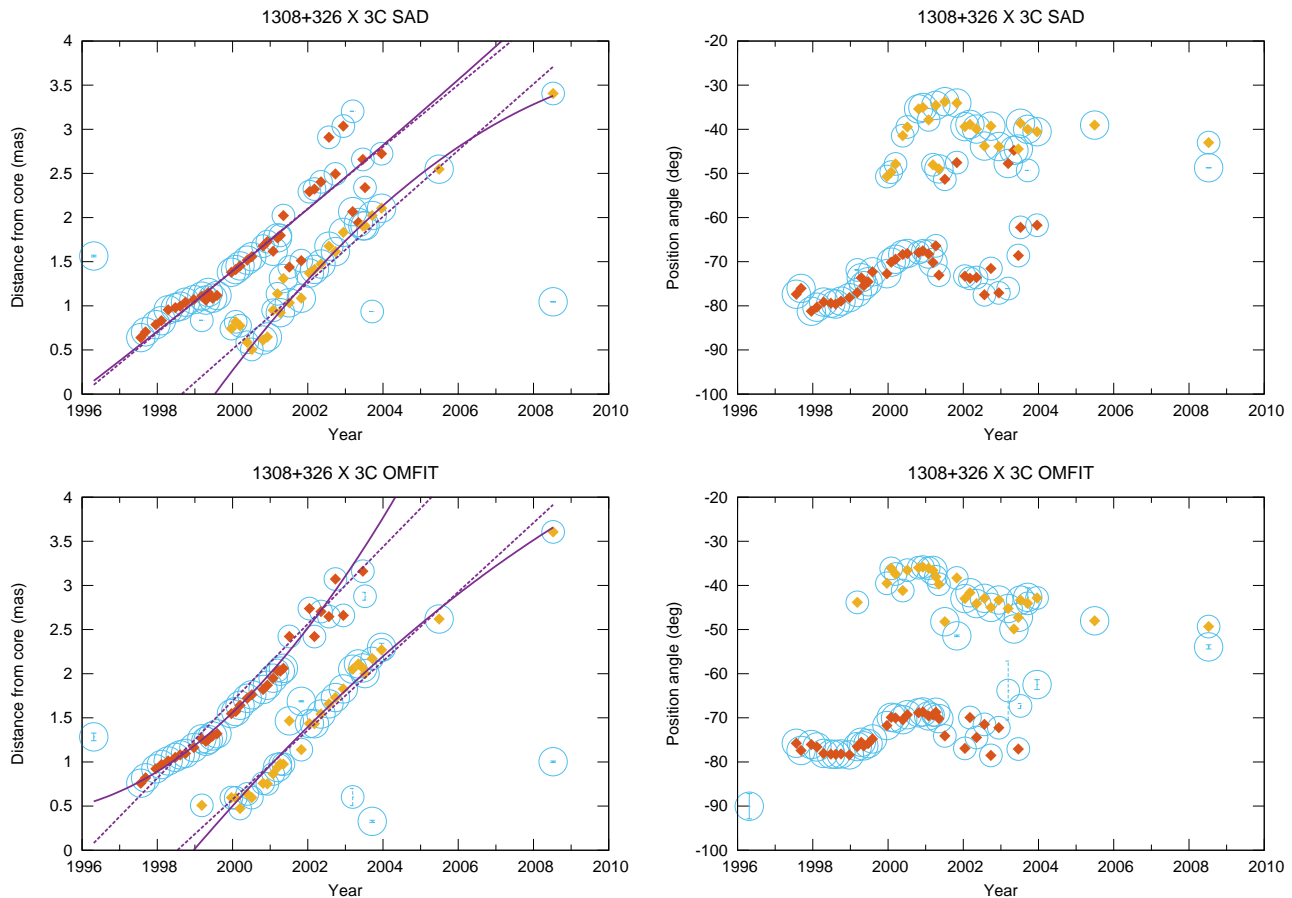 1308+326 X 3C SAD
Distance from core (mas)
4
3.5
3
2.5
2
1.5
1
0.5
0
1996 1998 2000 2002 2004 2006 2008 2010
Year
1308+326 X 3C SAD
Position angle (deg)
-20
-30
-40
-50
-60
-70
-80
-90
-100
1996 1998 2000 2002 2004 2006 2008 2010
Year
1308+326 X 3C OMFIT
Distance from core (mas)
4
3.5
3
2.5
2
1.5
1
0.5
0
1996 1998 2000 2002 2004 2006 2008 2010
Year
1308+326 X 3C OMFIT
Position angle (deg)
-20
-30
-40
-50
-60
-70
-80
-90
-100
1996 1998 2000 2002 2004 2006 2008 2010
Year